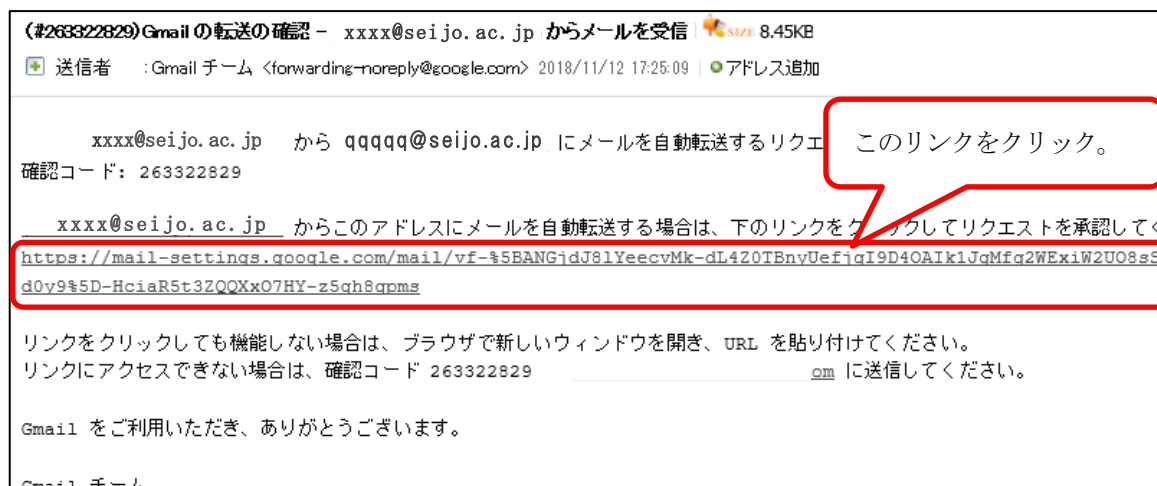 (#263322829)Gmail の転送の確認 - xxxx@seijo.ac.jp からメールを受信 SIZE 8.45KB
送信者 :Gmail チーム <forwarding-noreply@google.com> 2018/11/12 17:25:09 アドレス追加
xxxx@seijo.ac.jp から qqqqq@seijo.ac.jp にメールを自動転送するリクエ
このリンクをクリック。
確認コード: 263322829
xxxx@seijo.ac.jp からこのアドレスにメールを自動転送する場合は、下のリンクをクリックしてリクエストを承認して
https://mail-settings.google.com/mail/vf-%5BANGjdJ8lYeecvMk-dL4Z0TBnyUefjgI9D4OAIk1JgMfg2WExiW2UO8sS
d0y9%5D-HciaR5t3ZQQXxO7HY-z5gh8gpms
リンクをクリックしても機能しない場合は、ブラウザで新しいウィンドウを開き、URL を貼り付けてください。
リンクにアクセスできない場合は、確認コード 263322829 om に送信してください。
Gmail をご利用いただき、ありがとうございます。
Gmail チーム